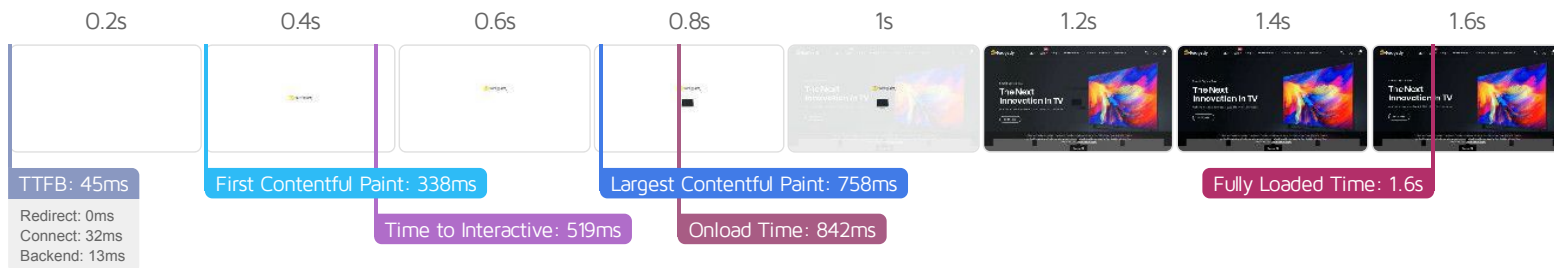 0.2s
0.4s
0.6s
0.8s
1s
1.2s
1.4s
1.6s
The Next
Innovation In TV
The Next
Innovation In TV
The Next
Innovation In TV
The Next
Innovation In TV
TTFB: 45ms
First Contentful Paint: 338ms
Largest Contentful Paint: 758ms
Fully Loaded Time: 1.6s
Redirect: 0ms
Connect: 32ms
Backend: 13ms
Time to Interactive: 519ms
Onload Time: 842ms